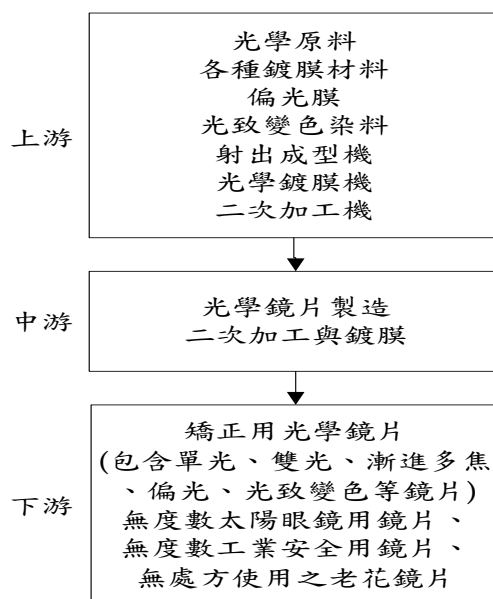 上游
光學原料
各種鍍膜材料
偏光膜
光致變色染料
射出成型機
光學鍍膜機
二次加工機
中游
光學鏡片製造
二次加工與鍍膜
下游
矯正用光學鏡片
(包含單光、雙光、漸進多焦
、偏光、光致變色等鏡片)
無度數太陽眼鏡用鏡片、
無度數工業安全用鏡片、
無處方使用之老花鏡片